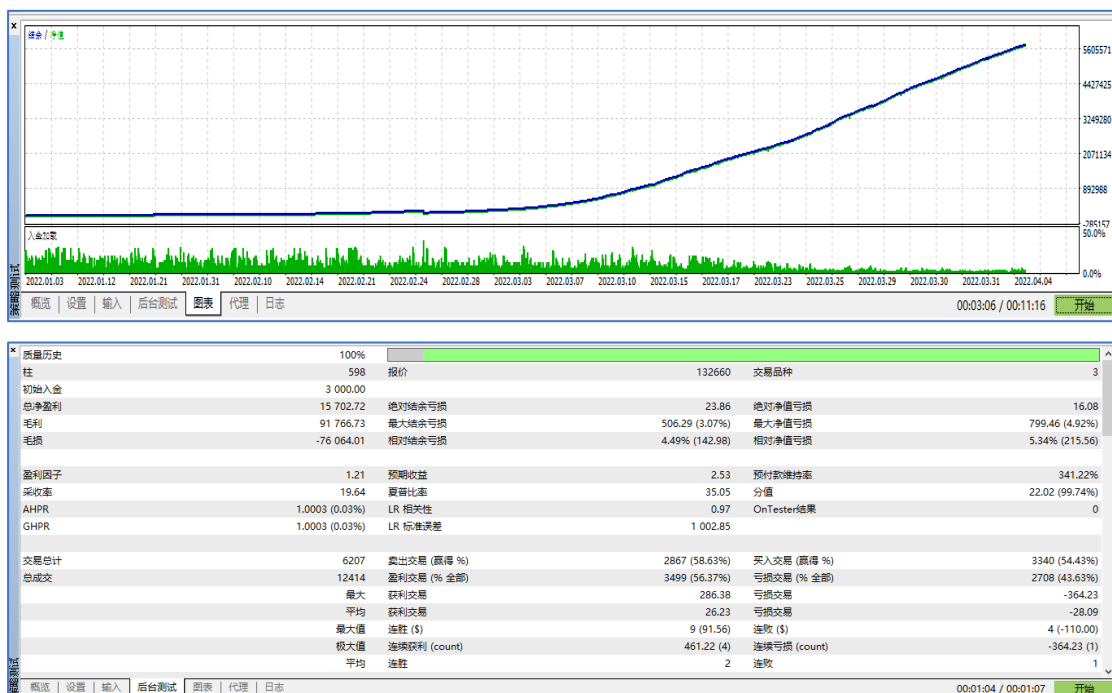 x
结余 / 净值
5605571
4427425
3249280
2071134
892988
-285157
入金加载
50.0%
0.0%
2022.01.03 2022.01.12 2022.01.21 2022.01.31 2022.02.10 2022.02.14 2022.02.21 2022.02.24 2022.02.28 2022.03.03 2022.03.07 2022.03.10 2022.03.15 2022.03.17 2022.03.23 2022.03.25 2022.03.29 2022.03.30 2022.03.31 2022.04.04
策略测试
概览 | 设置 | 输入 | 后台测试 | 图表 | 代理 | 日志
00:03:06 / 00:11:16 开始
x
质量历史 100%
柱 598 报价 132660 交易品种 3
初始入金 3 000.00
总净盈利 15 702.72 绝对结余亏损 23.86 绝对净值亏损 16.08
毛利 91 766.73 最大结余亏损 506.29 (3.07%) 最大净值亏损 799.46 (4.92%)
毛损 -76 064.01 相对结余亏损 4.49% (142.98) 相对净值亏损 5.34% (215.56)
盈利因子 1.21 预期收益 2.53 预付款维持率 341.22%
采收率 19.64 夏普比率 35.05 分值 22.02 (99.74%)
AHPR 1.0003 (0.03%) LR 相关性 0.97 OnTester结果 0
GHPR 1.0003 (0.03%) LR 标准误差 1 002.85
交易总计 6207 卖出交易 (赢得 %) 2867 (58.63%) 买入交易 (赢得 %) 3340 (54.43%)
总成交 12414 盈利交易 (% 全部) 3499 (56.37%) 亏损交易 (% 全部) 2708 (43.63%)
最大 获利交易 286.38 亏损交易 -364.23
平均 获利交易 26.23 亏损交易 -28.09
最大值 连胜 ($) 9 (91.56) 连败 ($) 4 (-110.00)
极大值 连续获利 (count) 461.22 (4) 连续亏损 (count) -364.23 (1)
平均 连胜 2 连败 1
策略测试
概览 | 设置 | 输入 | 后台测试 | 图表 | 代理 | 日志
00:01:04 / 00:01:07 开始